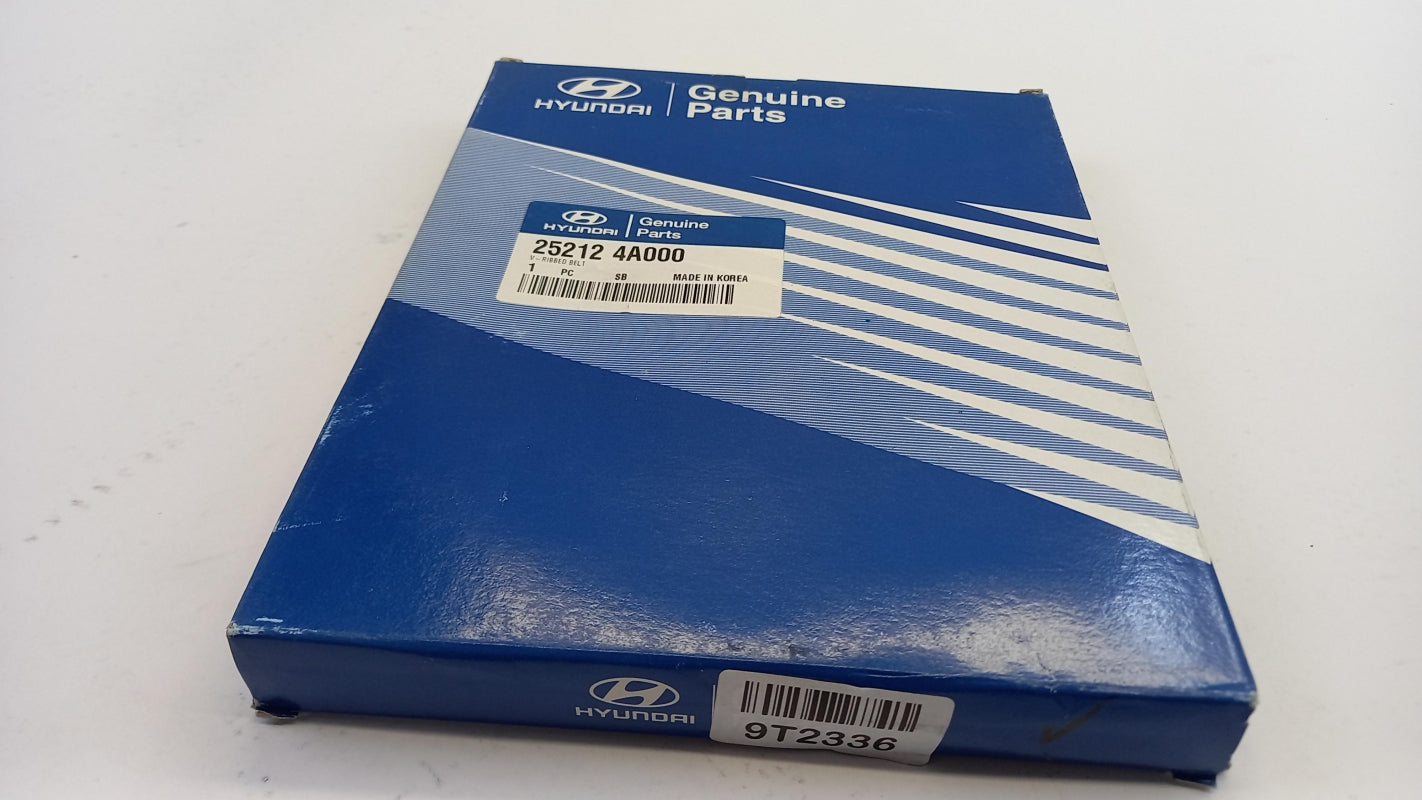 HYUNDAI
Genuine
Parts
HYUNDAI
Genuine
Parts
25212 4A000
V-RIBBED BELT
1 PC SB MADE IN KOREA
HYUNDAI
9T2336